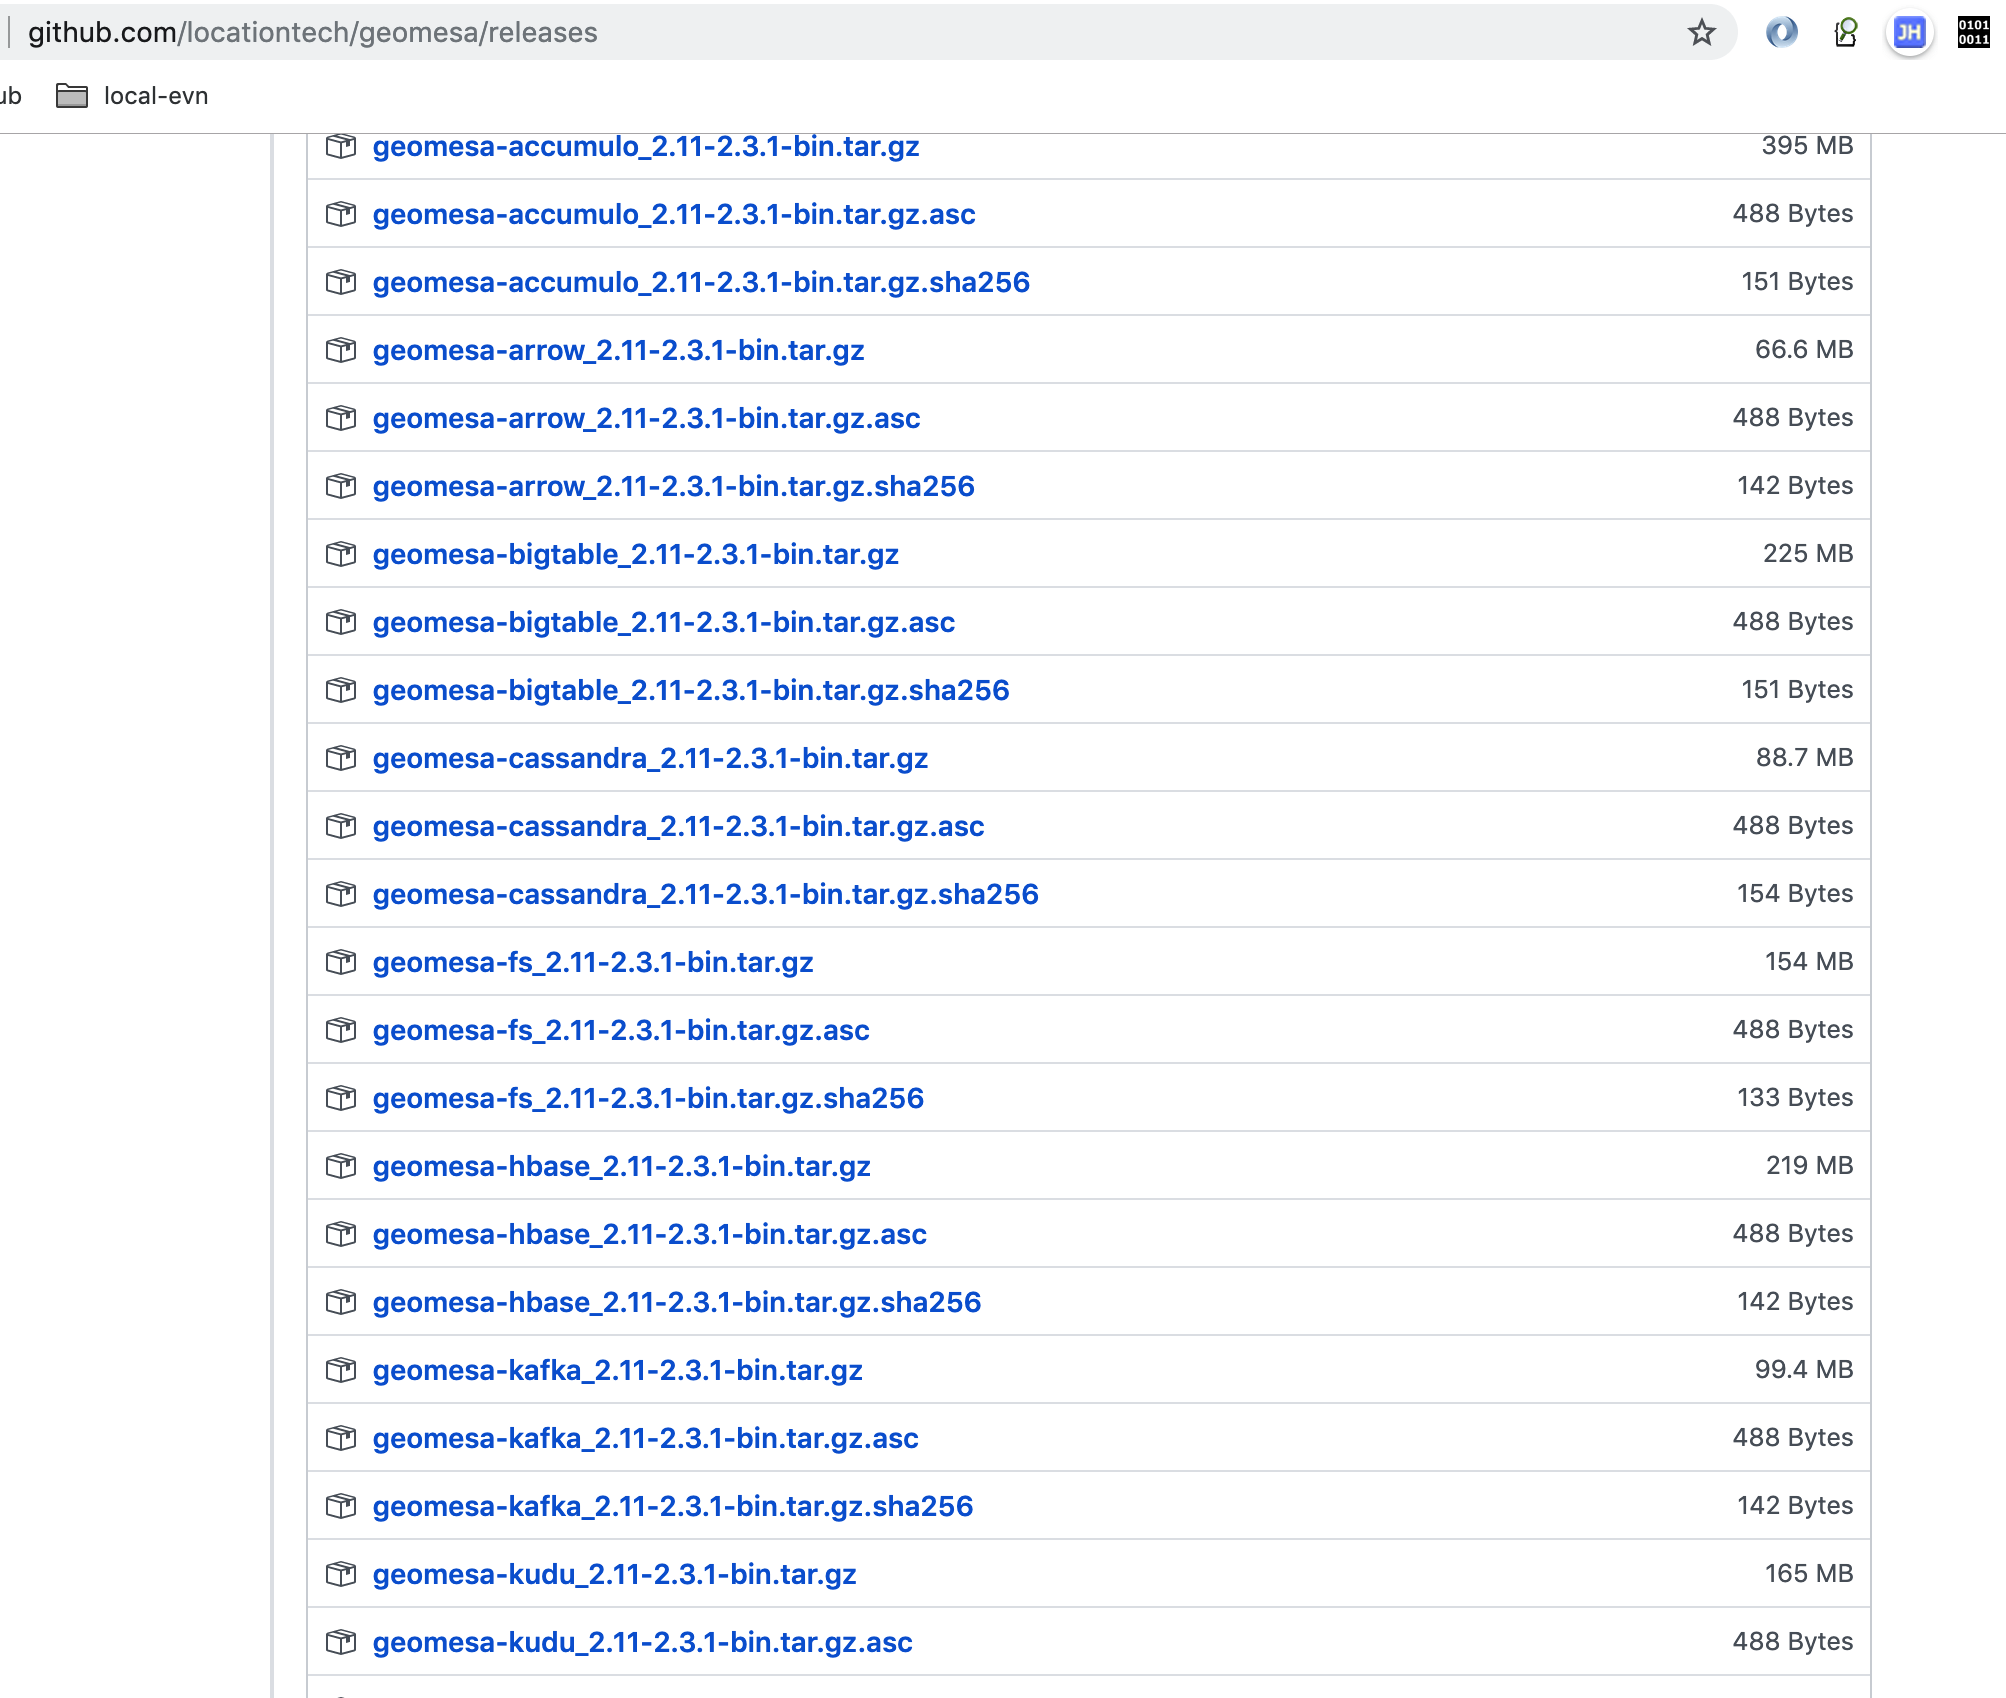 github.com/locationtech/geomesa/releases
JH
0101
0011
ub
local-evn
geomesa-accumulo_2.11-2.3.1-bin.tar.gz 395 MB
geomesa-accumulo_2.11-2.3.1-bin.tar.gz.asc 488 Bytes
geomesa-accumulo_2.11-2.3.1-bin.tar.gz.sha256 151 Bytes
geomesa-arrow_2.11-2.3.1-bin.tar.gz 66.6 MB
geomesa-arrow_2.11-2.3.1-bin.tar.gz.asc 488 Bytes
geomesa-arrow_2.11-2.3.1-bin.tar.gz.sha256 142 Bytes
geomesa-bigtable_2.11-2.3.1-bin.tar.gz 225 MB
geomesa-bigtable_2.11-2.3.1-bin.tar.gz.asc 488 Bytes
geomesa-bigtable_2.11-2.3.1-bin.tar.gz.sha256 151 Bytes
geomesa-cassandra_2.11-2.3.1-bin.tar.gz 88.7 MB
geomesa-cassandra_2.11-2.3.1-bin.tar.gz.asc 488 Bytes
geomesa-cassandra_2.11-2.3.1-bin.tar.gz.sha256 154 Bytes
geomesa-fs_2.11-2.3.1-bin.tar.gz 154 MB
geomesa-fs_2.11-2.3.1-bin.tar.gz.asc 488 Bytes
geomesa-fs_2.11-2.3.1-bin.tar.gz.sha256 133 Bytes
geomesa-hbase_2.11-2.3.1-bin.tar.gz 219 MB
geomesa-hbase_2.11-2.3.1-bin.tar.gz.asc 488 Bytes
geomesa-hbase_2.11-2.3.1-bin.tar.gz.sha256 142 Bytes
geomesa-kafka_2.11-2.3.1-bin.tar.gz 99.4 MB
geomesa-kafka_2.11-2.3.1-bin.tar.gz.asc 488 Bytes
geomesa-kafka_2.11-2.3.1-bin.tar.gz.sha256 142 Bytes
geomesa-kudu_2.11-2.3.1-bin.tar.gz 165 MB
geomesa-kudu_2.11-2.3.1-bin.tar.gz.asc 488 Bytes